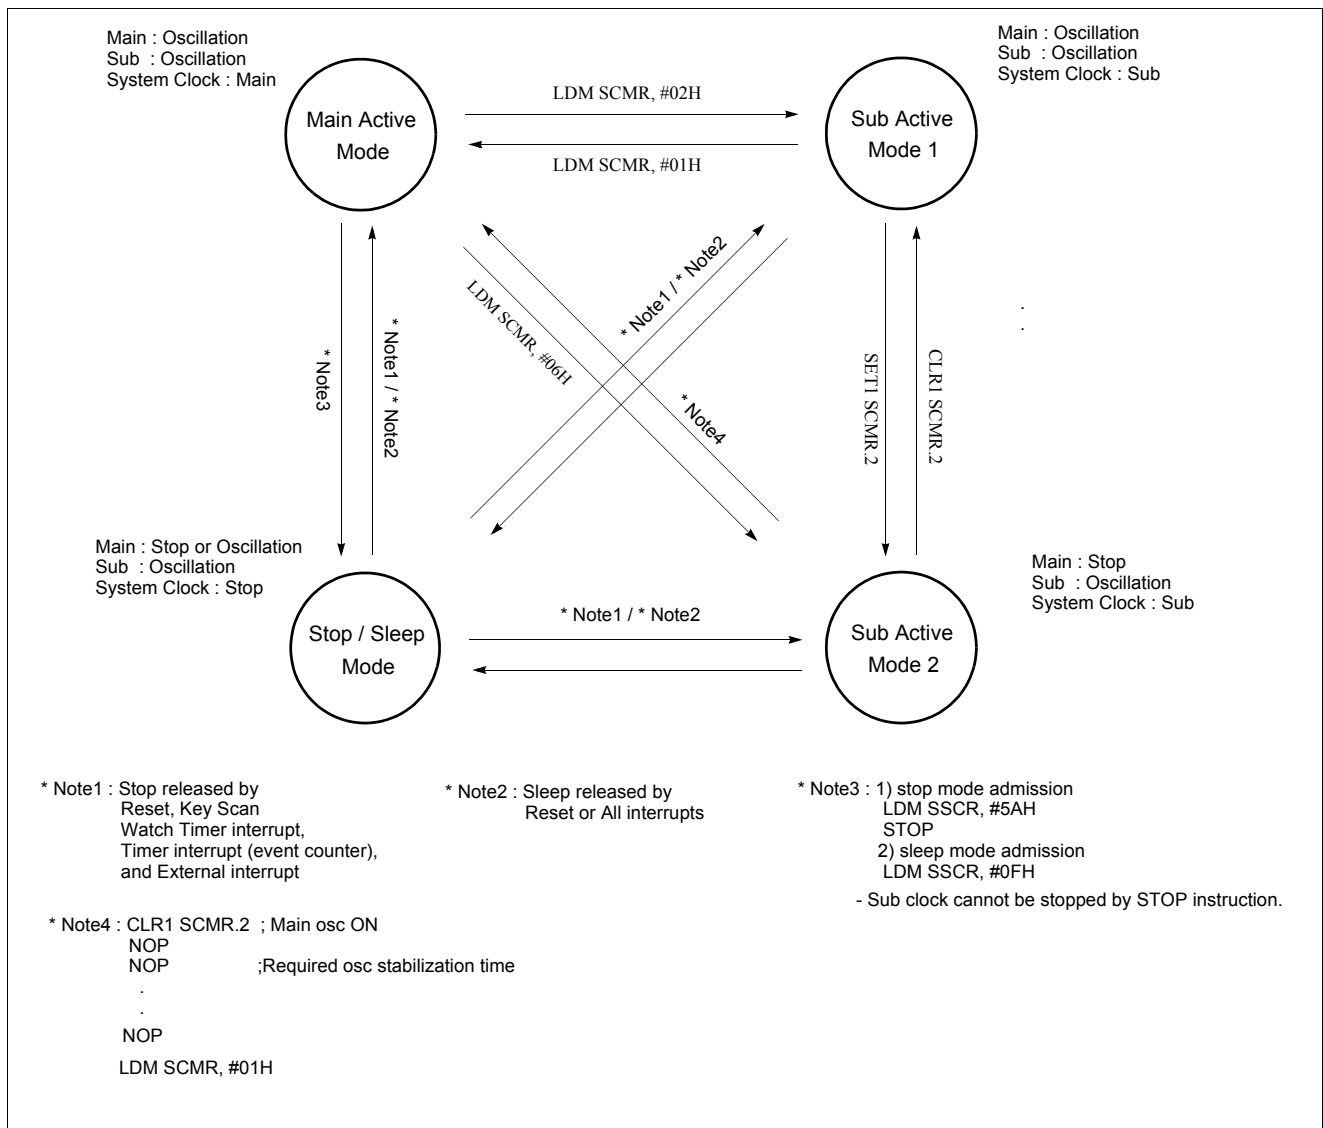 Main : Oscillation
Sub : Oscillation
System Clock : Main
Main : Oscillation
Sub : Oscillation
System Clock : Sub
Main Active
Mode
LDM SCMR, #02H
LDM SCMR, #01H
Sub Active
Mode 1
* Note3
* Note1 / * Note2
LDM SCMR, #06H
* Note1 / * Note2
* Note4
SET1 SCMR.2
CLR1 SCMR.2
.
.
Main : Stop or Oscillation
Sub : Oscillation
System Clock : Stop
Main : Stop
Sub : Oscillation
System Clock : Sub
Stop / Sleep
Mode
* Note1 / * Note2
Sub Active
Mode 2
* Note1 : Stop released by
Reset, Key Scan
Watch Timer interrupt,
Timer interrupt (event counter),
and External interrupt
* Note2 : Sleep released by
Reset or All interrupts
* Note3 : 1) stop mode admission
LDM SSCR, #5AH
STOP
2) sleep mode admission
LDM SSCR, #0FH
- Sub clock cannot be stopped by STOP instruction.
* Note4 : CLR1 SCMR.2 ; Main osc ON
NOP
NOP ;Required osc stabilization time
.
.
NOP
LDM SCMR, #01H